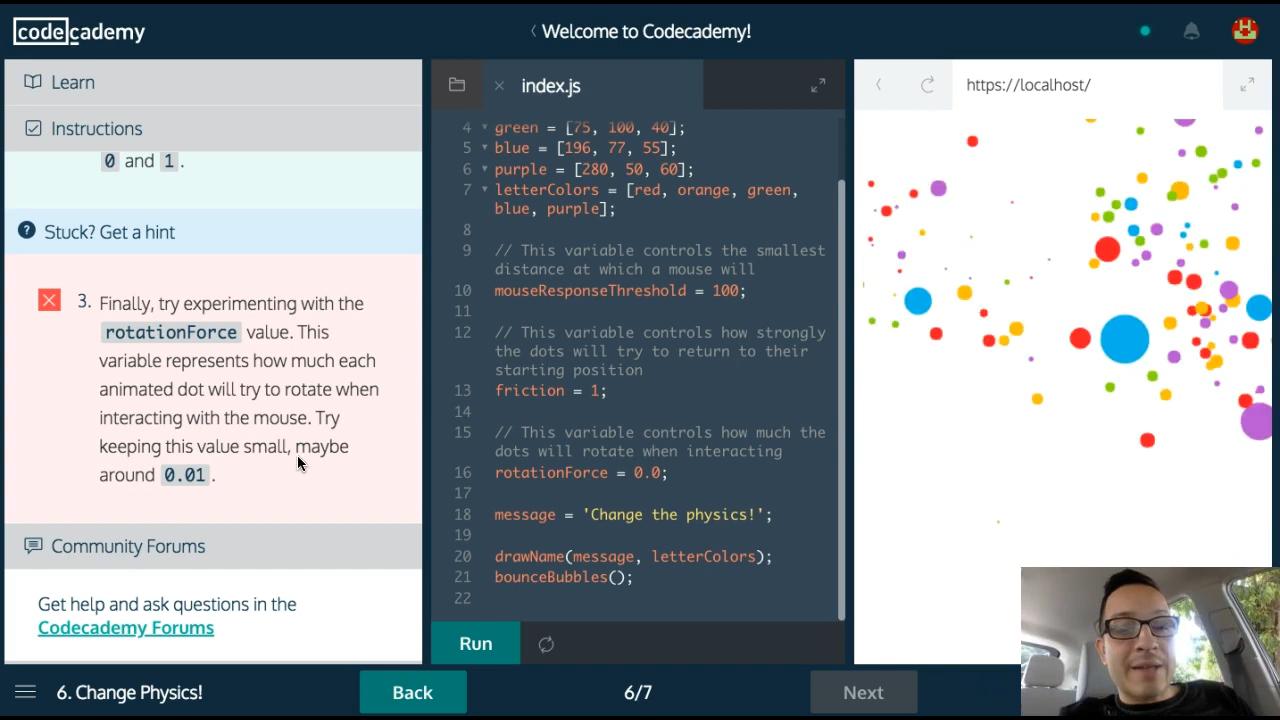 codecademy
Welcome to Codecademy!
Learn
Instructions
0 and 1.
Stuck? Get a hint
3. Finally, try experimenting with the
rotationForce value. This
variable represents how much each
animated dot will try to rotate when
interacting with the mouse. Try
keeping this value small, maybe
around 0.01.
Community Forums
Get help and ask questions in the
Codecademy Forums
index.js
4 green = [75, 100, 40];
5 blue = [196, 77, 55];
6 purple = [280, 50, 60];
7 letterColors = [red, orange, green,
blue, purple];
8
9 // This variable controls the smallest
distance at which a mouse will
10 mouseResponseThreshold = 100;
11
12 // This variable controls how strongly
the dots will try to return to their
starting position
13 friction = 1;
14
15 // This variable controls how much the
dots will rotate when interacting
16 rotationForce = 0.0;
17
18 message = 'Change the physics!';
19
20 drawName(message, letterColors);
21 bounceBubbles();
22
Run
https://localhost/
6. Change Physics!
Back
6/7
Next